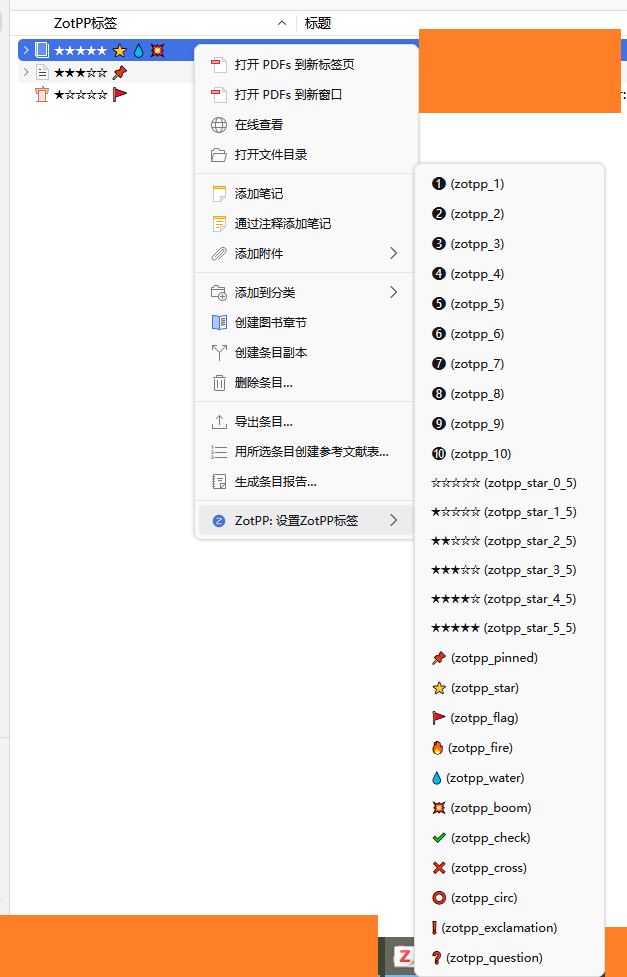 ZotPP标签
标题
★★★★★ ⭐ 💧 💥
★★★☆☆ 📌
★☆☆☆☆ 🚩
打开 PDFs 到新标签页
打开 PDFs 到新窗口
在线查看
打开文件目录
添加笔记
通过注释添加笔记
添加附件
添加到分类
创建图书章节
创建条目副本
删除条目...
导出条目...
用所选条目创建参考文献表...
生成条目报告...
ZotPP: 设置ZotPP标签
❶ (zotpp_1)
❷ (zotpp_2)
❸ (zotpp_3)
❹ (zotpp_4)
❺ (zotpp_5)
❻ (zotpp_6)
❼ (zotpp_7)
❽ (zotpp_8)
❾ (zotpp_9)
❿ (zotpp_10)
☆☆☆☆☆ (zotpp_star_0_5)
★☆☆☆☆ (zotpp_star_1_5)
★★☆☆☆ (zotpp_star_2_5)
★★★☆☆ (zotpp_star_3_5)
★★★★☆ (zotpp_star_4_5)
★★★★★ (zotpp_star_5_5)
📌 (zotpp_pinned)
⭐ (zotpp_star)
🚩 (zotpp_flag)
🔥 (zotpp_fire)
💧 (zotpp_water)
💥 (zotpp_boom)
✔ (zotpp_check)
❌ (zotpp_cross)
⭕ (zotpp_circ)
❗ (zotpp_exclamation)
❓ (zotpp_question)
Z